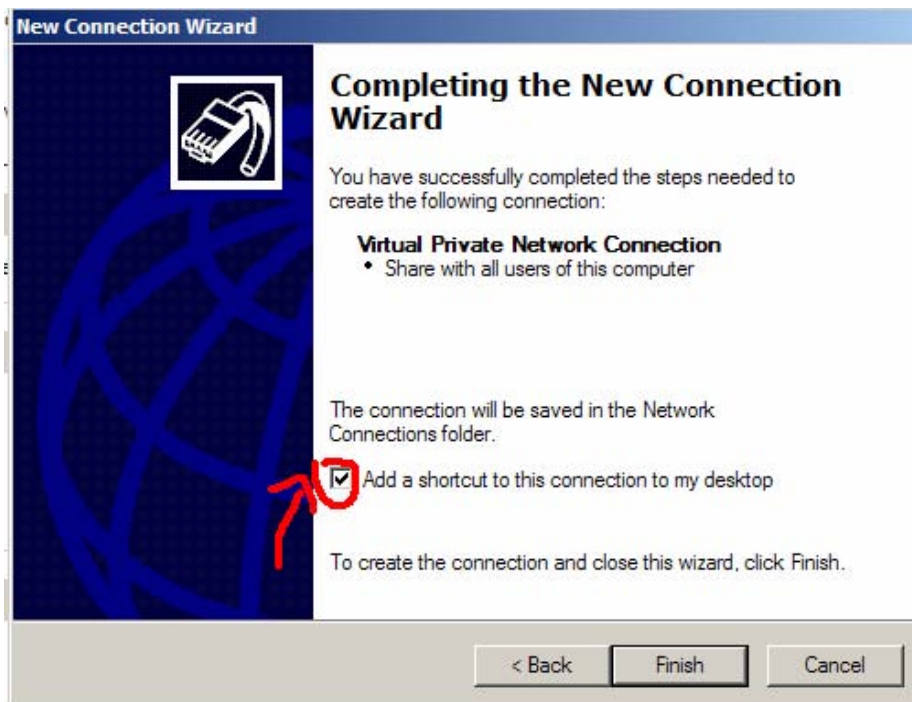 New Connection Wizard
Completing the New Connection
Wizard
You have successfully completed the steps needed to
create the following connection:
Virtual Private Network Connection
• Share with all users of this computer
The connection will be saved in the Network
Connections folder.
Add a shortcut to this connection to my desktop
To create the connection and close this wizard, click Finish.
< Back Finish Cancel